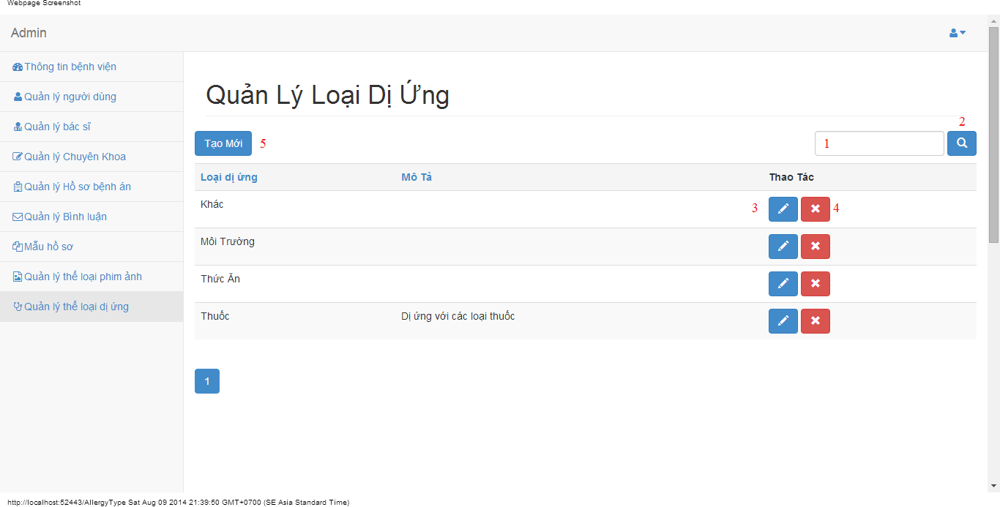 Webpage Screenshot
Admin
Thông tin bệnh viện
Quản lý người dùng
Quản lý bác sĩ
Quản lý Chuyên Khoa
Quản lý Hồ sơ bệnh án
Quản lý Bình luận
Mẫu hồ sơ
Quản lý thể loại phim ảnh
Quản lý thể loại dị ứng
Quản Lý Loại Dị Ứng
2
Tạo Mới 5 1
Loại dị ứng Mô Tả Thao Tác
Khác 3 4
Môi Trường
Thức Ăn
Thuốc Dị ứng với các loại thuốc
1
http://localhost:52443/AllergyType Sat Aug 09 2014 21:39:50 GMT+0700 (SE Asia Standard Time)